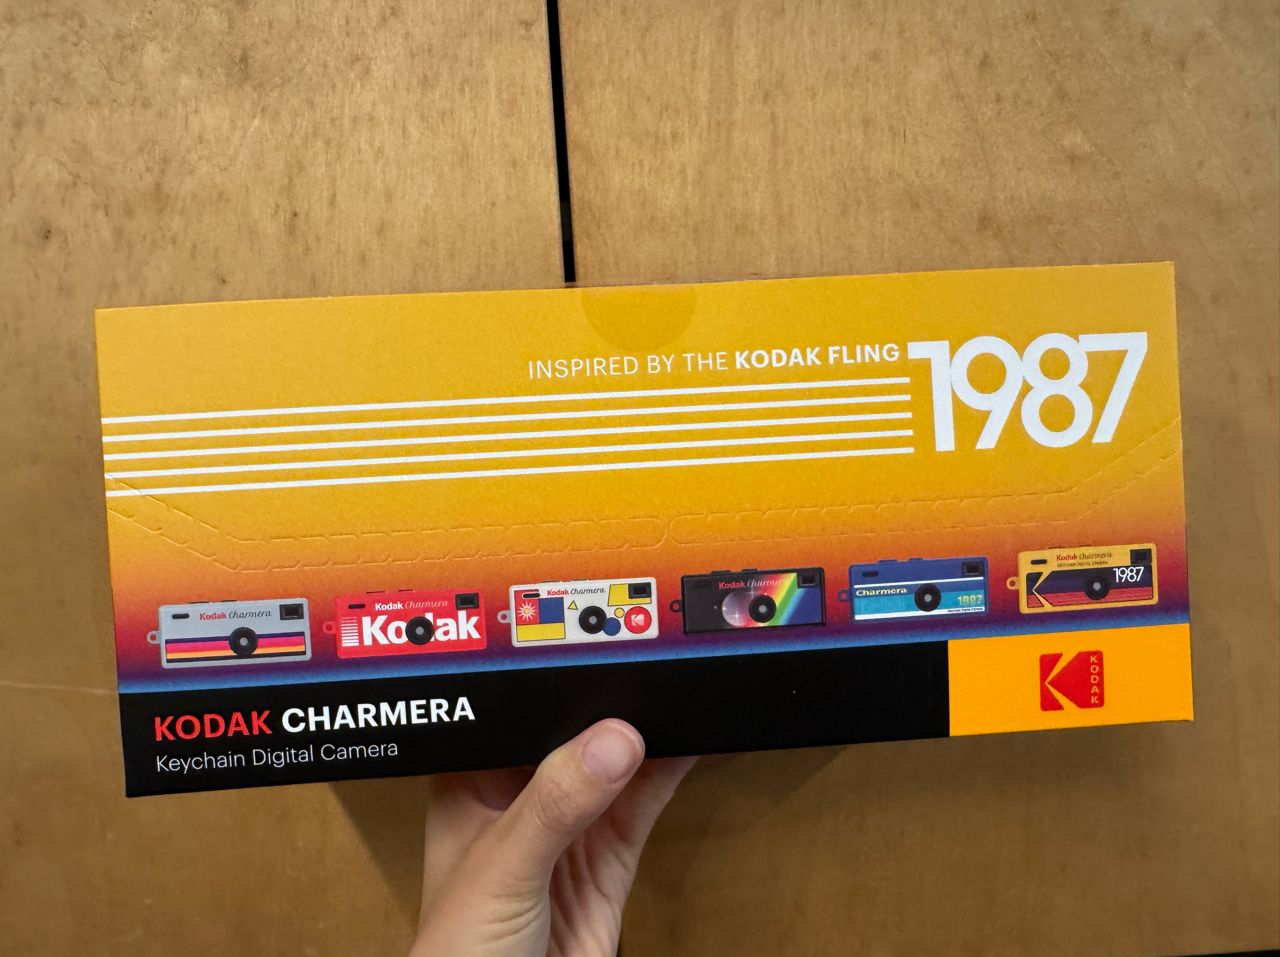 INSPIRED BY THE KODAK FLING 1987
Kodak Charmera
Kodak Charmera
Kodak
Kodak Charmera
Kodak Charmera
Charmera
1987
Kodak Charmera
1987
KODAK CHARMERA
Keychain Digital Camera
KODAK